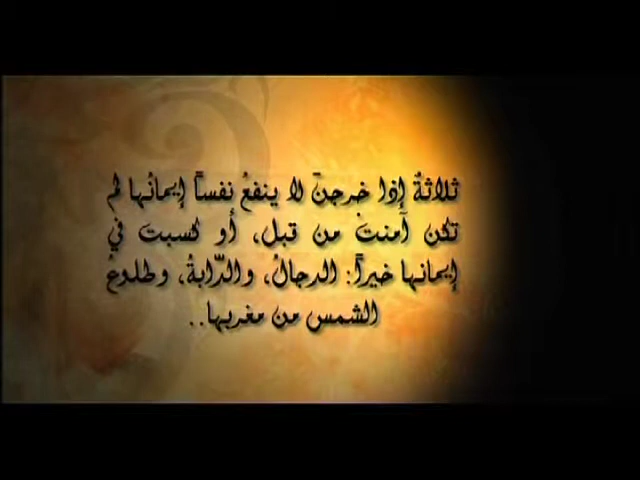 ثلاثةٌ إذا خرجنَ لا ينفعُ نفساً إيمانُها لم
تكن آمنتْ من قبل، أو كسبت في
إيمانها خيراً: الدجالُ، والدّابةُ، وطلوعُ
الشمس من مغربها..